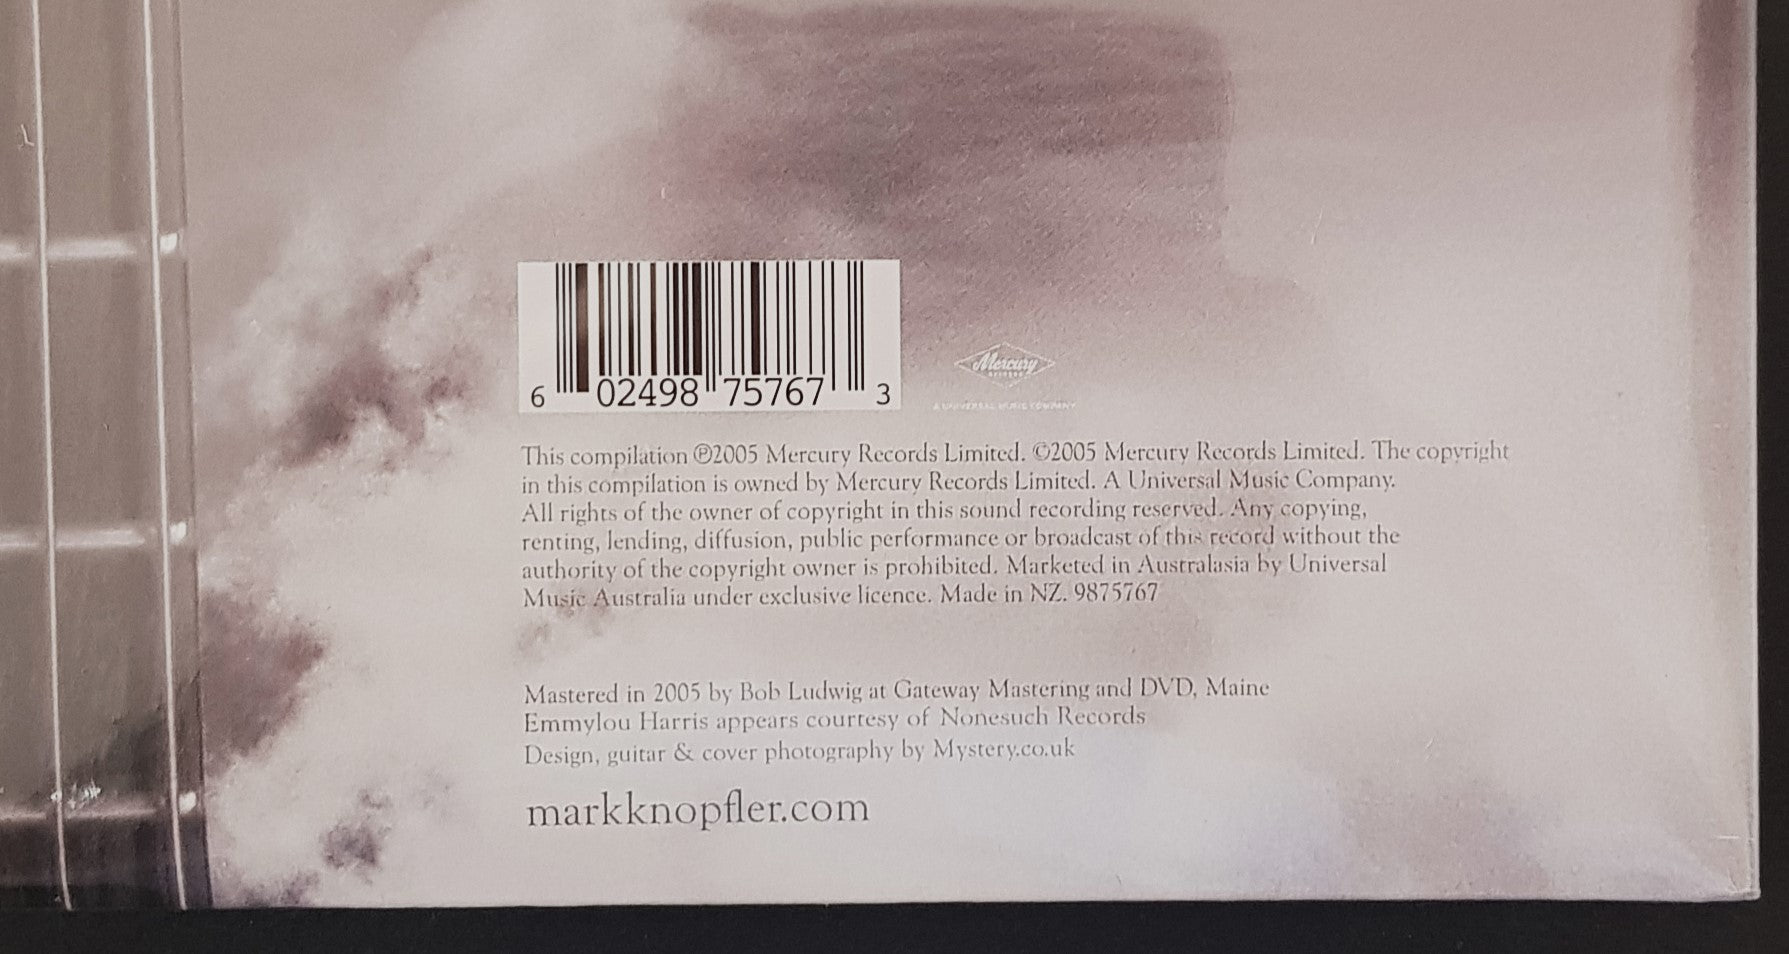 6 02498 75767 3
Mercury
RECORDS
A UNIVERSAL MUSIC COMPANY
This compilation ℗2005 Mercury Records Limited. ©2005 Mercury Records Limited. The copyright
in this compilation is owned by Mercury Records Limited. A Universal Music Company.
All rights of the owner of copyright in this sound recording reserved. Any copying,
renting, lending, diffusion, public performance or broadcast of this record without the
authority of the copyright owner is prohibited. Marketed in Australasia by Universal
Music Australia under exclusive licence. Made in NZ. 9875767
Mastered in 2005 by Bob Ludwig at Gateway Mastering and DVD, Maine
Emmylou Harris appears courtesy of Nonesuch Records
Design, guitar & cover photography by Mystery.co.uk
markknopfler.com